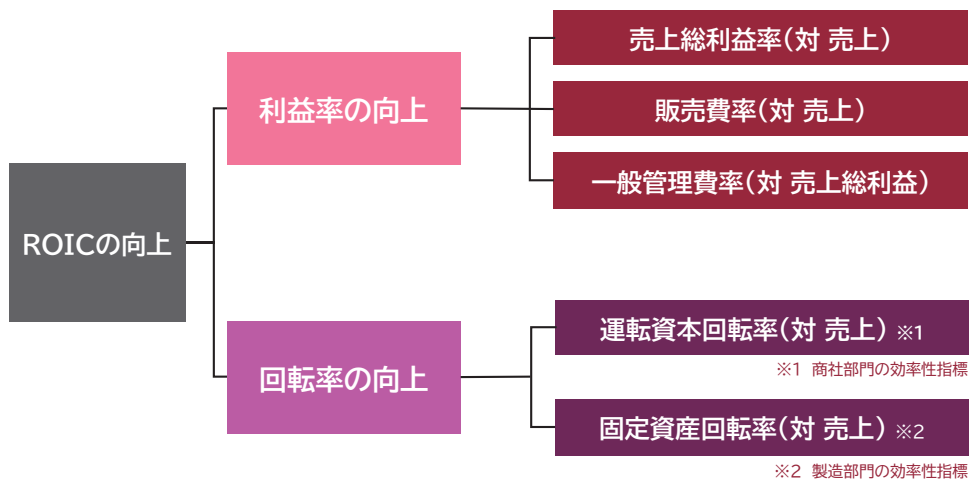 ROICの向上
利益率の向上
売上総利益率(対 売上)
販売費率(対 売上)
一般管理費率(対 売上総利益)
回転率の向上
運転資本回転率(対 売上) ※1
※1 商社部門の効率性指標
固定資産回転率(対 売上) ※2
※2 製造部門の効率性指標